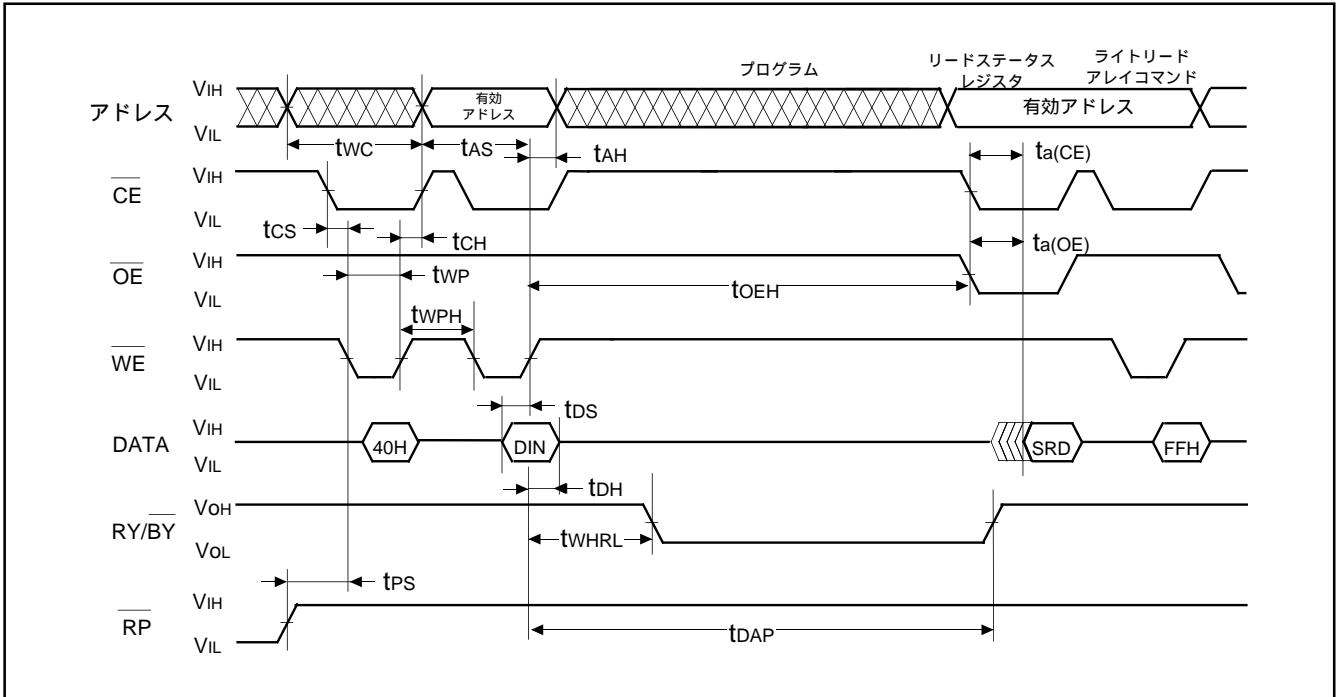 プログラム
リードステータス
レジスタ
ライトリード
アレイコマンド
アドレス
VIH
VIL
有効
アドレス
有効アドレス
tWC
tAS
tAH
ta(CE)
CE
VIH
VIL
tCS
tCH
ta(OE)
OE
VIH
VIL
tWP
tOEH
tWPH
WE
VIH
VIL
tDS
DATA
VIH
VIL
40H
DIN
SRD
FFH
tDH
RY/BY
VOH
VOL
tWHRL
tPS
RP
VIH
VIL
tDAP